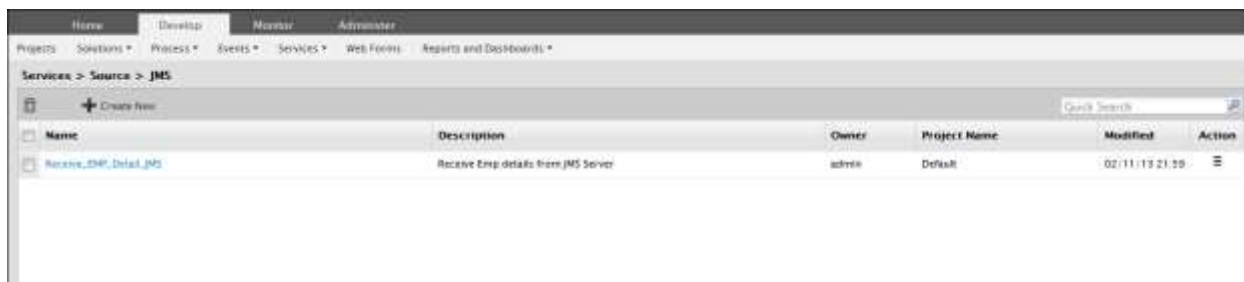 Home Develop Monitor Administer
Projects Solutions Process Events Services Web Forms Reports and Dashboards
Services > Source > JMS
Create New Quick Search
Name Description Owner Project Name Modified Action
Receive_EMP_Detail_JMS Receive Emp details from JMS Server admin Default 02/11/13 21:59